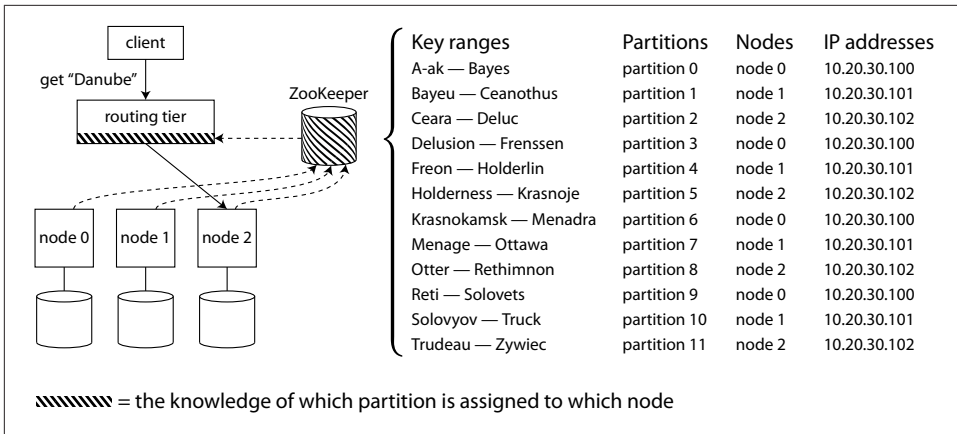 client
get “Danube”
routing tier
ZooKeeper
node 0 node 1 node 2
Key ranges Partitions Nodes IP addresses
A-ak — Bayes partition 0 node 0 10.20.30.100
Bayeu — Ceanothus partition 1 node 1 10.20.30.101
Ceara — Deluc partition 2 node 2 10.20.30.102
Delusion — Frenssen partition 3 node 0 10.20.30.100
Freon — Holderlin partition 4 node 1 10.20.30.101
Holderness — Krasnoje partition 5 node 2 10.20.30.102
Krasnokamsk — Menadra partition 6 node 0 10.20.30.100
Menage — Ottawa partition 7 node 1 10.20.30.101
Otter — Rethimnon partition 8 node 2 10.20.30.102
Reti — Solovets partition 9 node 0 10.20.30.100
Solovyov — Truck partition 10 node 1 10.20.30.101
Trudeau — Zywiec partition 11 node 2 10.20.30.102
= the knowledge of which partition is assigned to which node